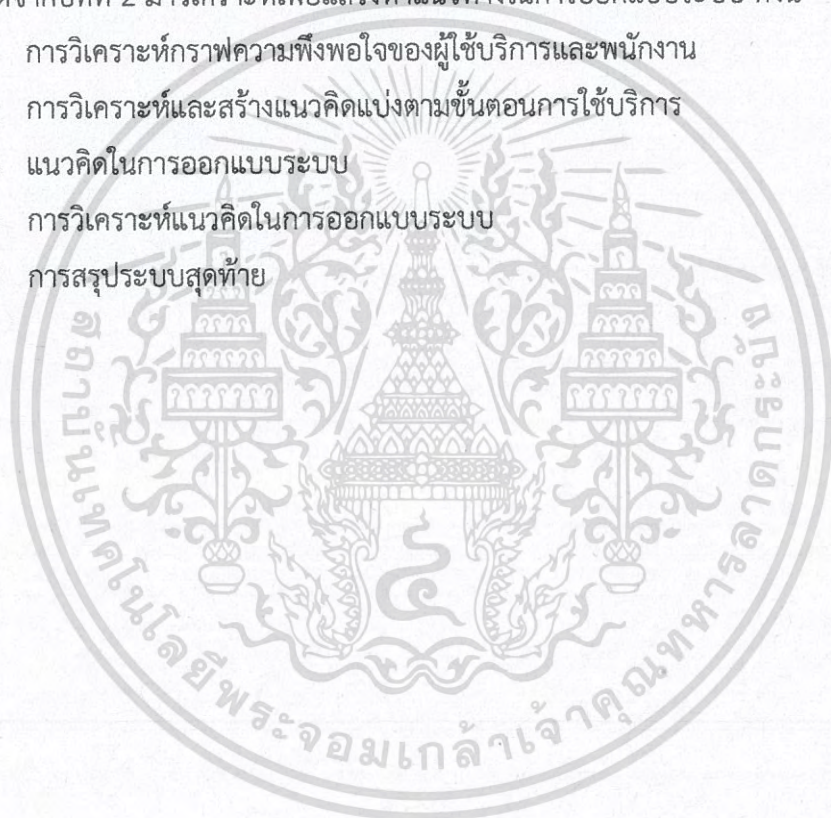 การวิเคราะห์กราฟความพึงพอใจของผู้ใช้บริการและพนักงาน
การวิเคราะห์และสร้างแนวคิดแบ่งตามขั้นตอนการใช้บริการ
แนวคิดในการออกแบบระบบ
การวิเคราะห์แนวคิดในการออกแบบระบบ
การสรุประบบสุดท้าย
สถาบันเทคโนโลยีพระจอมเกล้าเจ้าคุณทหารลาดกระบัง